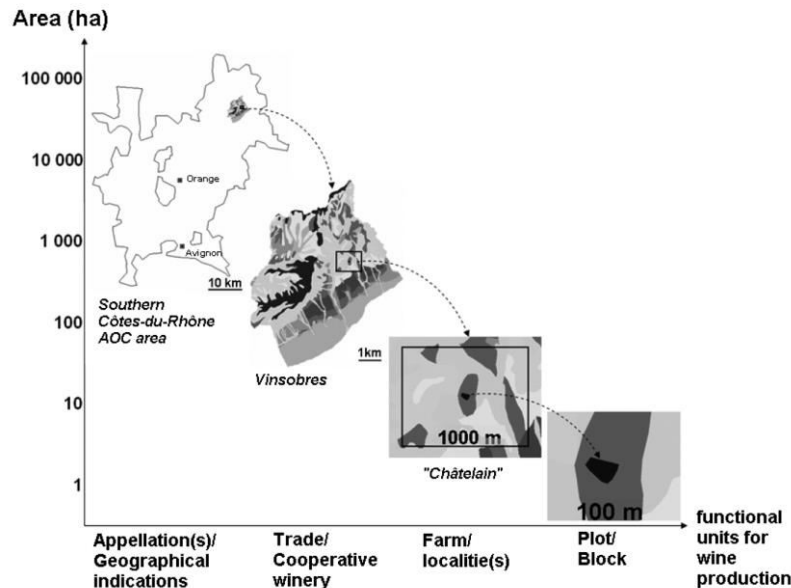 Area (ha)
100 000
10 000
1 000
100
10
1
Orange
Avignon
10 km
Southern
Côtes-du-Rhône
AOC area
1km
Vinsobres
1000 m
"Châtelain"
100 m
Appellation(s)/
Geographical
indications
Trade/
Cooperative
winery
Farm/
localitie(s)
Plot/
Block
functional
units for
wine
production